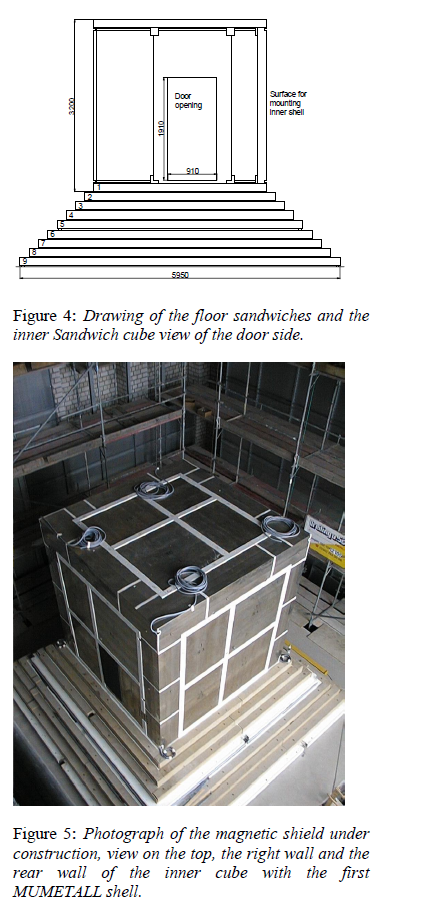 3200
Door
opening
Surface for
mounting
inner shell
1910
910
1
2
3
4
5
6
7
8
9
5950
Figure 4: Drawing of the floor sandwiches and the
inner Sandwich cube view of the door side.
Figure 5: Photograph of the magnetic shield under
construction, view on the top, the right wall and the
rear wall of the inner cube with the first
MUMETALL shell.